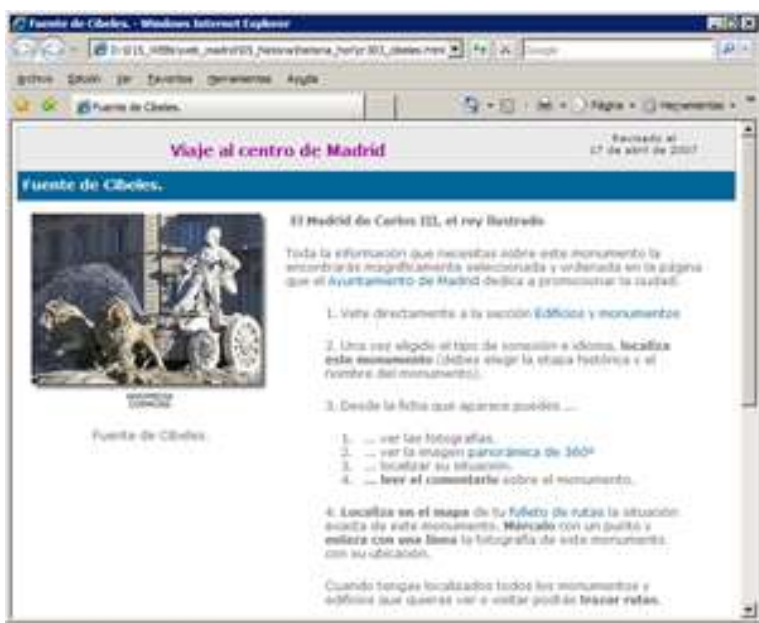 Fuente de Cibeles. - Windows Internet Explorer
Google
Archivo Edición Ver Favoritos Herramientas Ayuda
Fuente de Cibeles.
Página Herramientas
Viaje al centro de Madrid
Revisado el
17 de abril de 2007
Fuente de Cibeles.
El Madrid de Carlos III, el rey ilustrado
Toda la información que necesitas sobre este monumento la
encontrarás magníficamente seleccionada y ordenada en la página
que el Ayuntamiento de Madrid dedica a promocionar la ciudad.
1. Vete directamente a la sección Edificios y monumentos
2. Una vez elegido el tipo de conexión e idioma, localiza
este monumento (debes elegir la etapa histórica y el
nombre del monumento).
3. Desde la ficha que aparece puedes ...
1. ... ver las fotografías.
2. ... ver la imagen panorámica de 360º
3. ... localizar su situación.
4. ... leer el comentario sobre el monumento.
4. Localiza en el mapa de tu folleto de rutas la situación
exacta de este monumento. Márcalo con un punto y
enlaza con una línea la fotografía de este monumento
con su ubicación.
Cuando tengas localizados todos los monumentos y
edificios que quieras ver o visitar podrás trazar rutas.
WIKIMEDIA
COMMONS
Fuente de Cibeles.